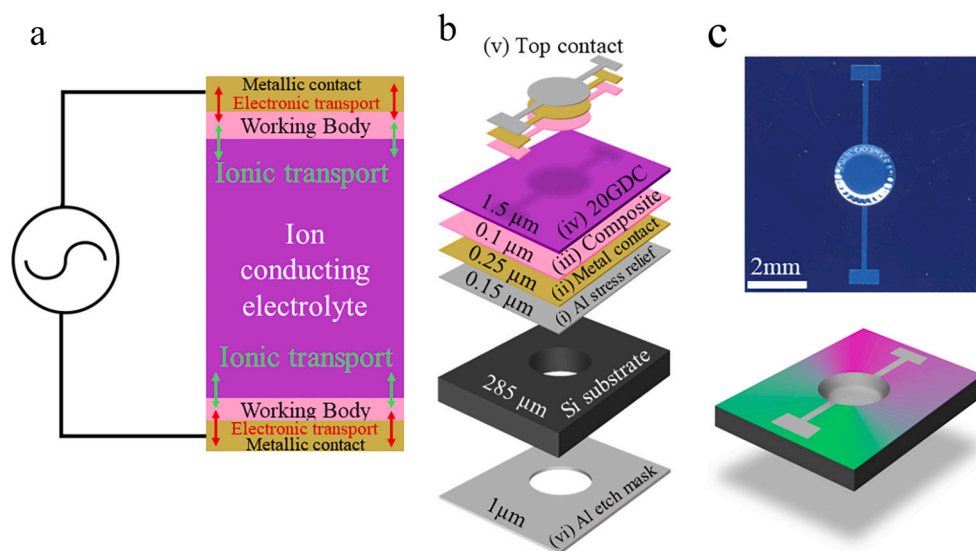 a
Metallic contact
Electronic transport
Working Body
Ionic transport
Ion
conducting
electrolyte
Ionic transport
Working Body
Electronic transport
Metallic contact
b
(v) Top contact
1.5 µm (iv) 20GDC
0.1 µm (iii) Composite
0.25 µm (ii) Metal contact
0.15 µm (i) Al stress relief
285 µm Si substrate
1µm (vi) Al etch mask
c
2mm